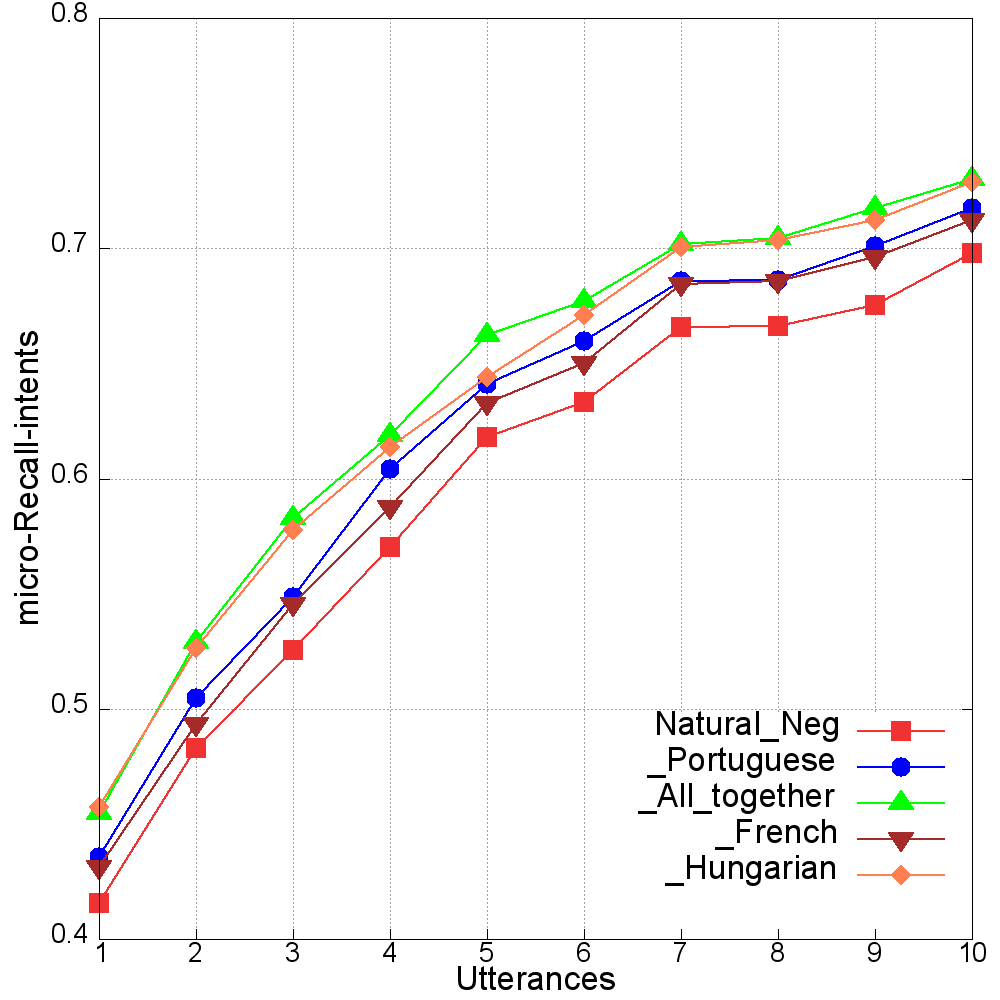 0.8
0.7
0.6
0.5
0.4
micro-Recall-intents
Natural_Neg
_Portuguese
_All_together
_French
_Hungarian
1 2 3 4 5 6 7 8 9 10
Utterances